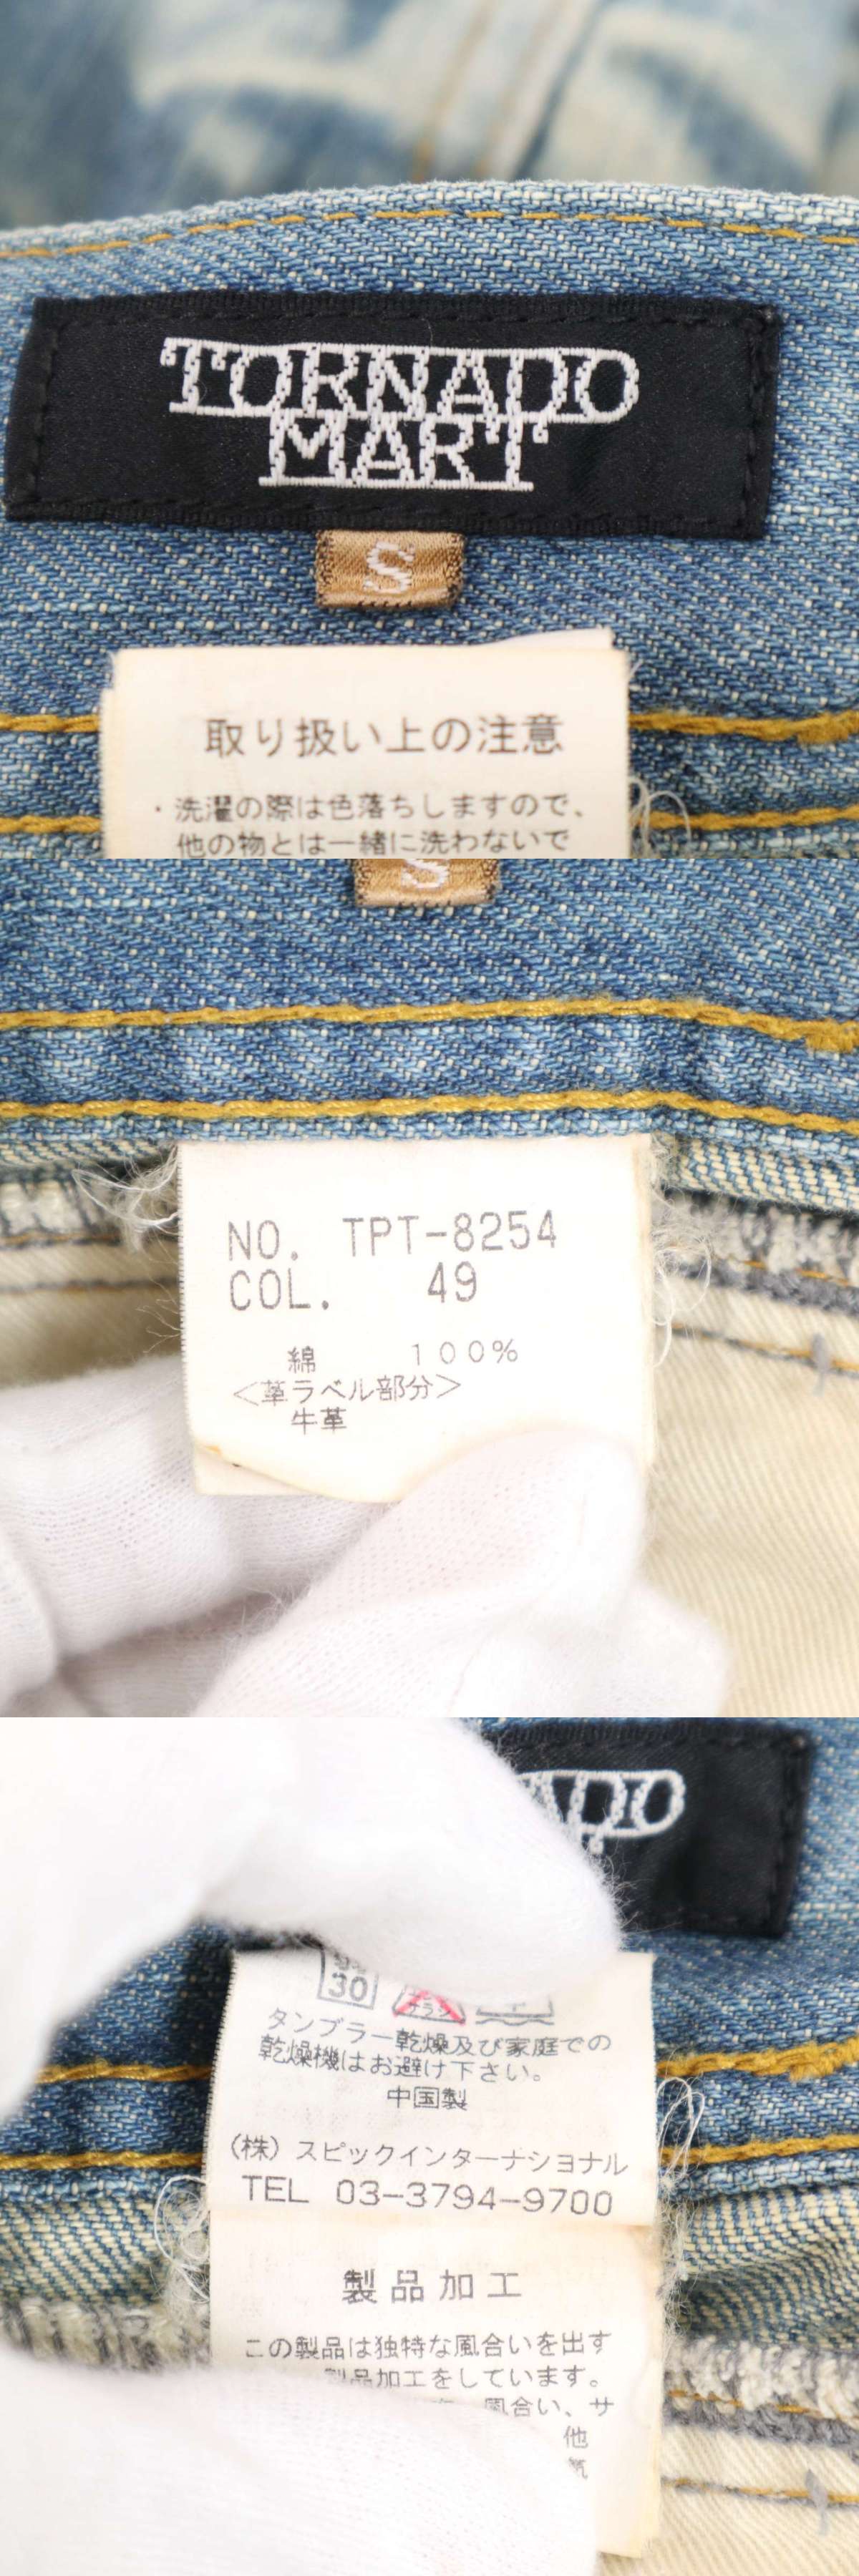 TORNADO
MART
S
取り扱い上の注意
・洗濯の際は色落ちしますので、
他の物とは一緒に洗わないで
S
NO. TPT-8254
COL. 49
綿 100%
<革ラベル部分>
牛革
30
タンブラー乾燥及び家庭での
乾燥機はお避け下さい。
中国製
(株) スピックインターナショナル
TEL 03-3794-9700
製品加工
この製品は独特な風合いを出す
製品加工をしています。
風合い、サ
他